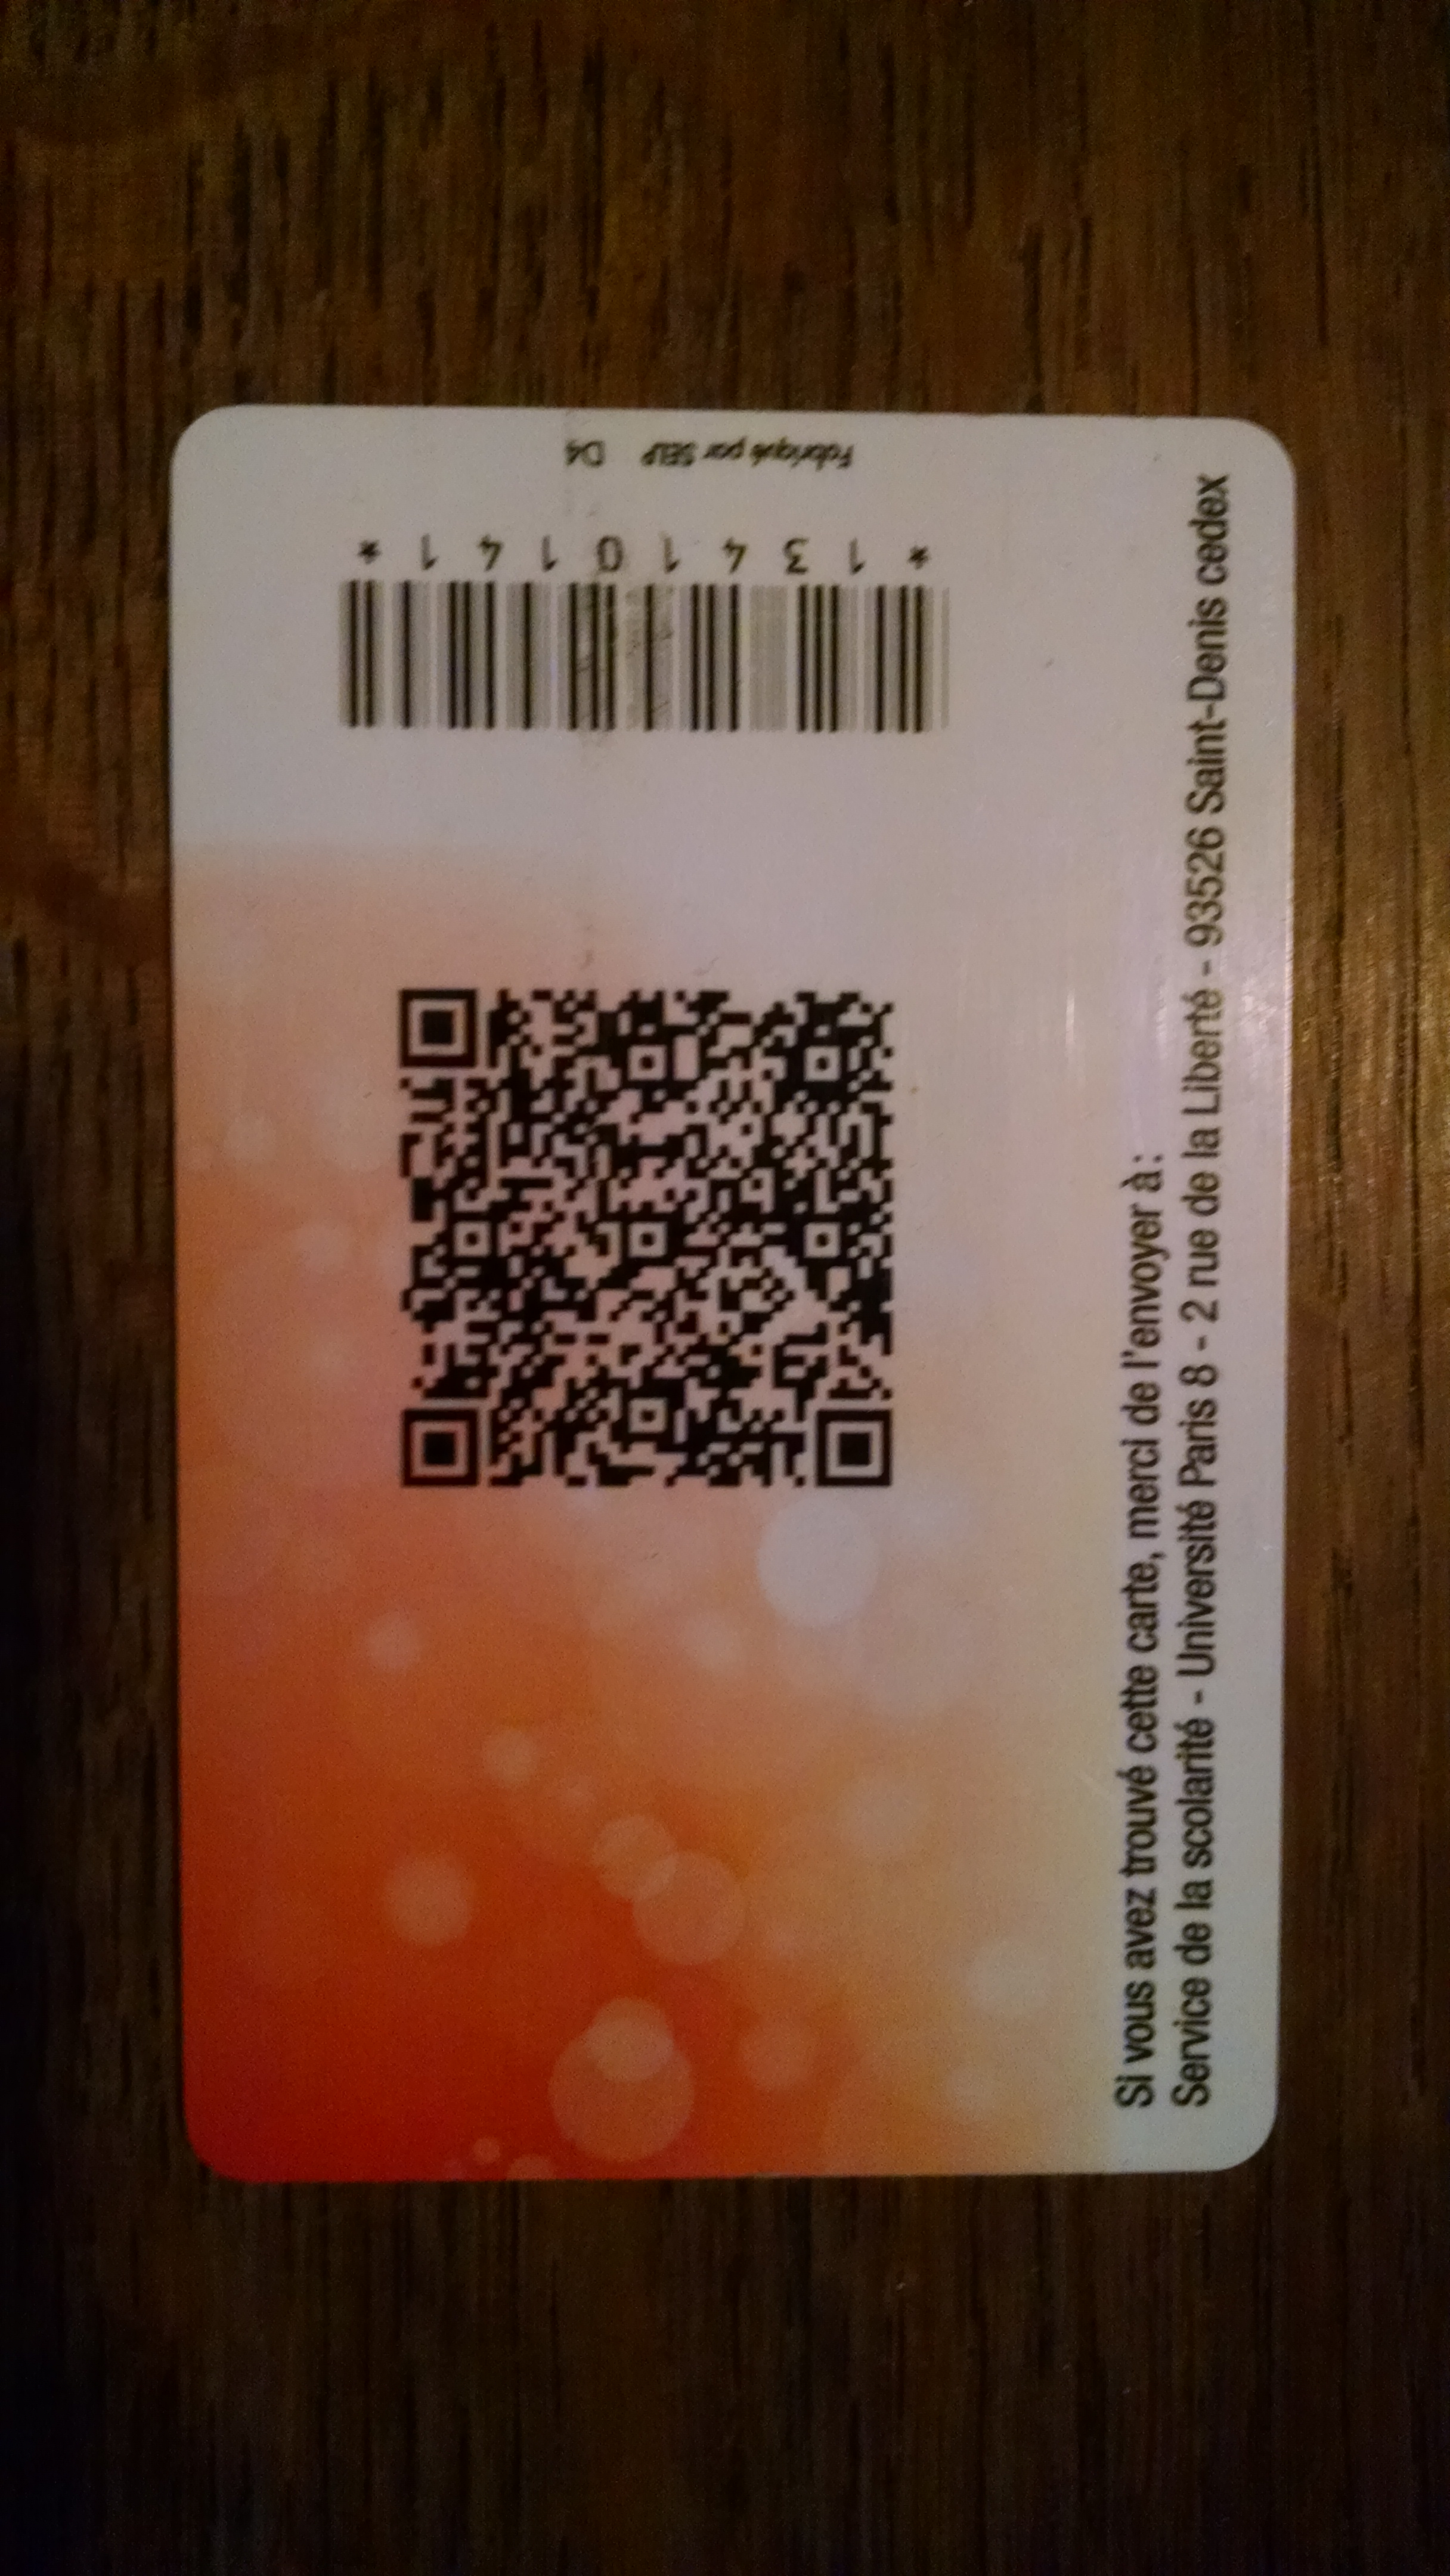 Si vous avez trouvé cette carte, merci de l'envoyer à :
Service de la scolarité - Université Paris 8 - 2 rue de la Liberté - 93526 Saint-Denis cedex
*13410141*
Fabriqué par SELP D4